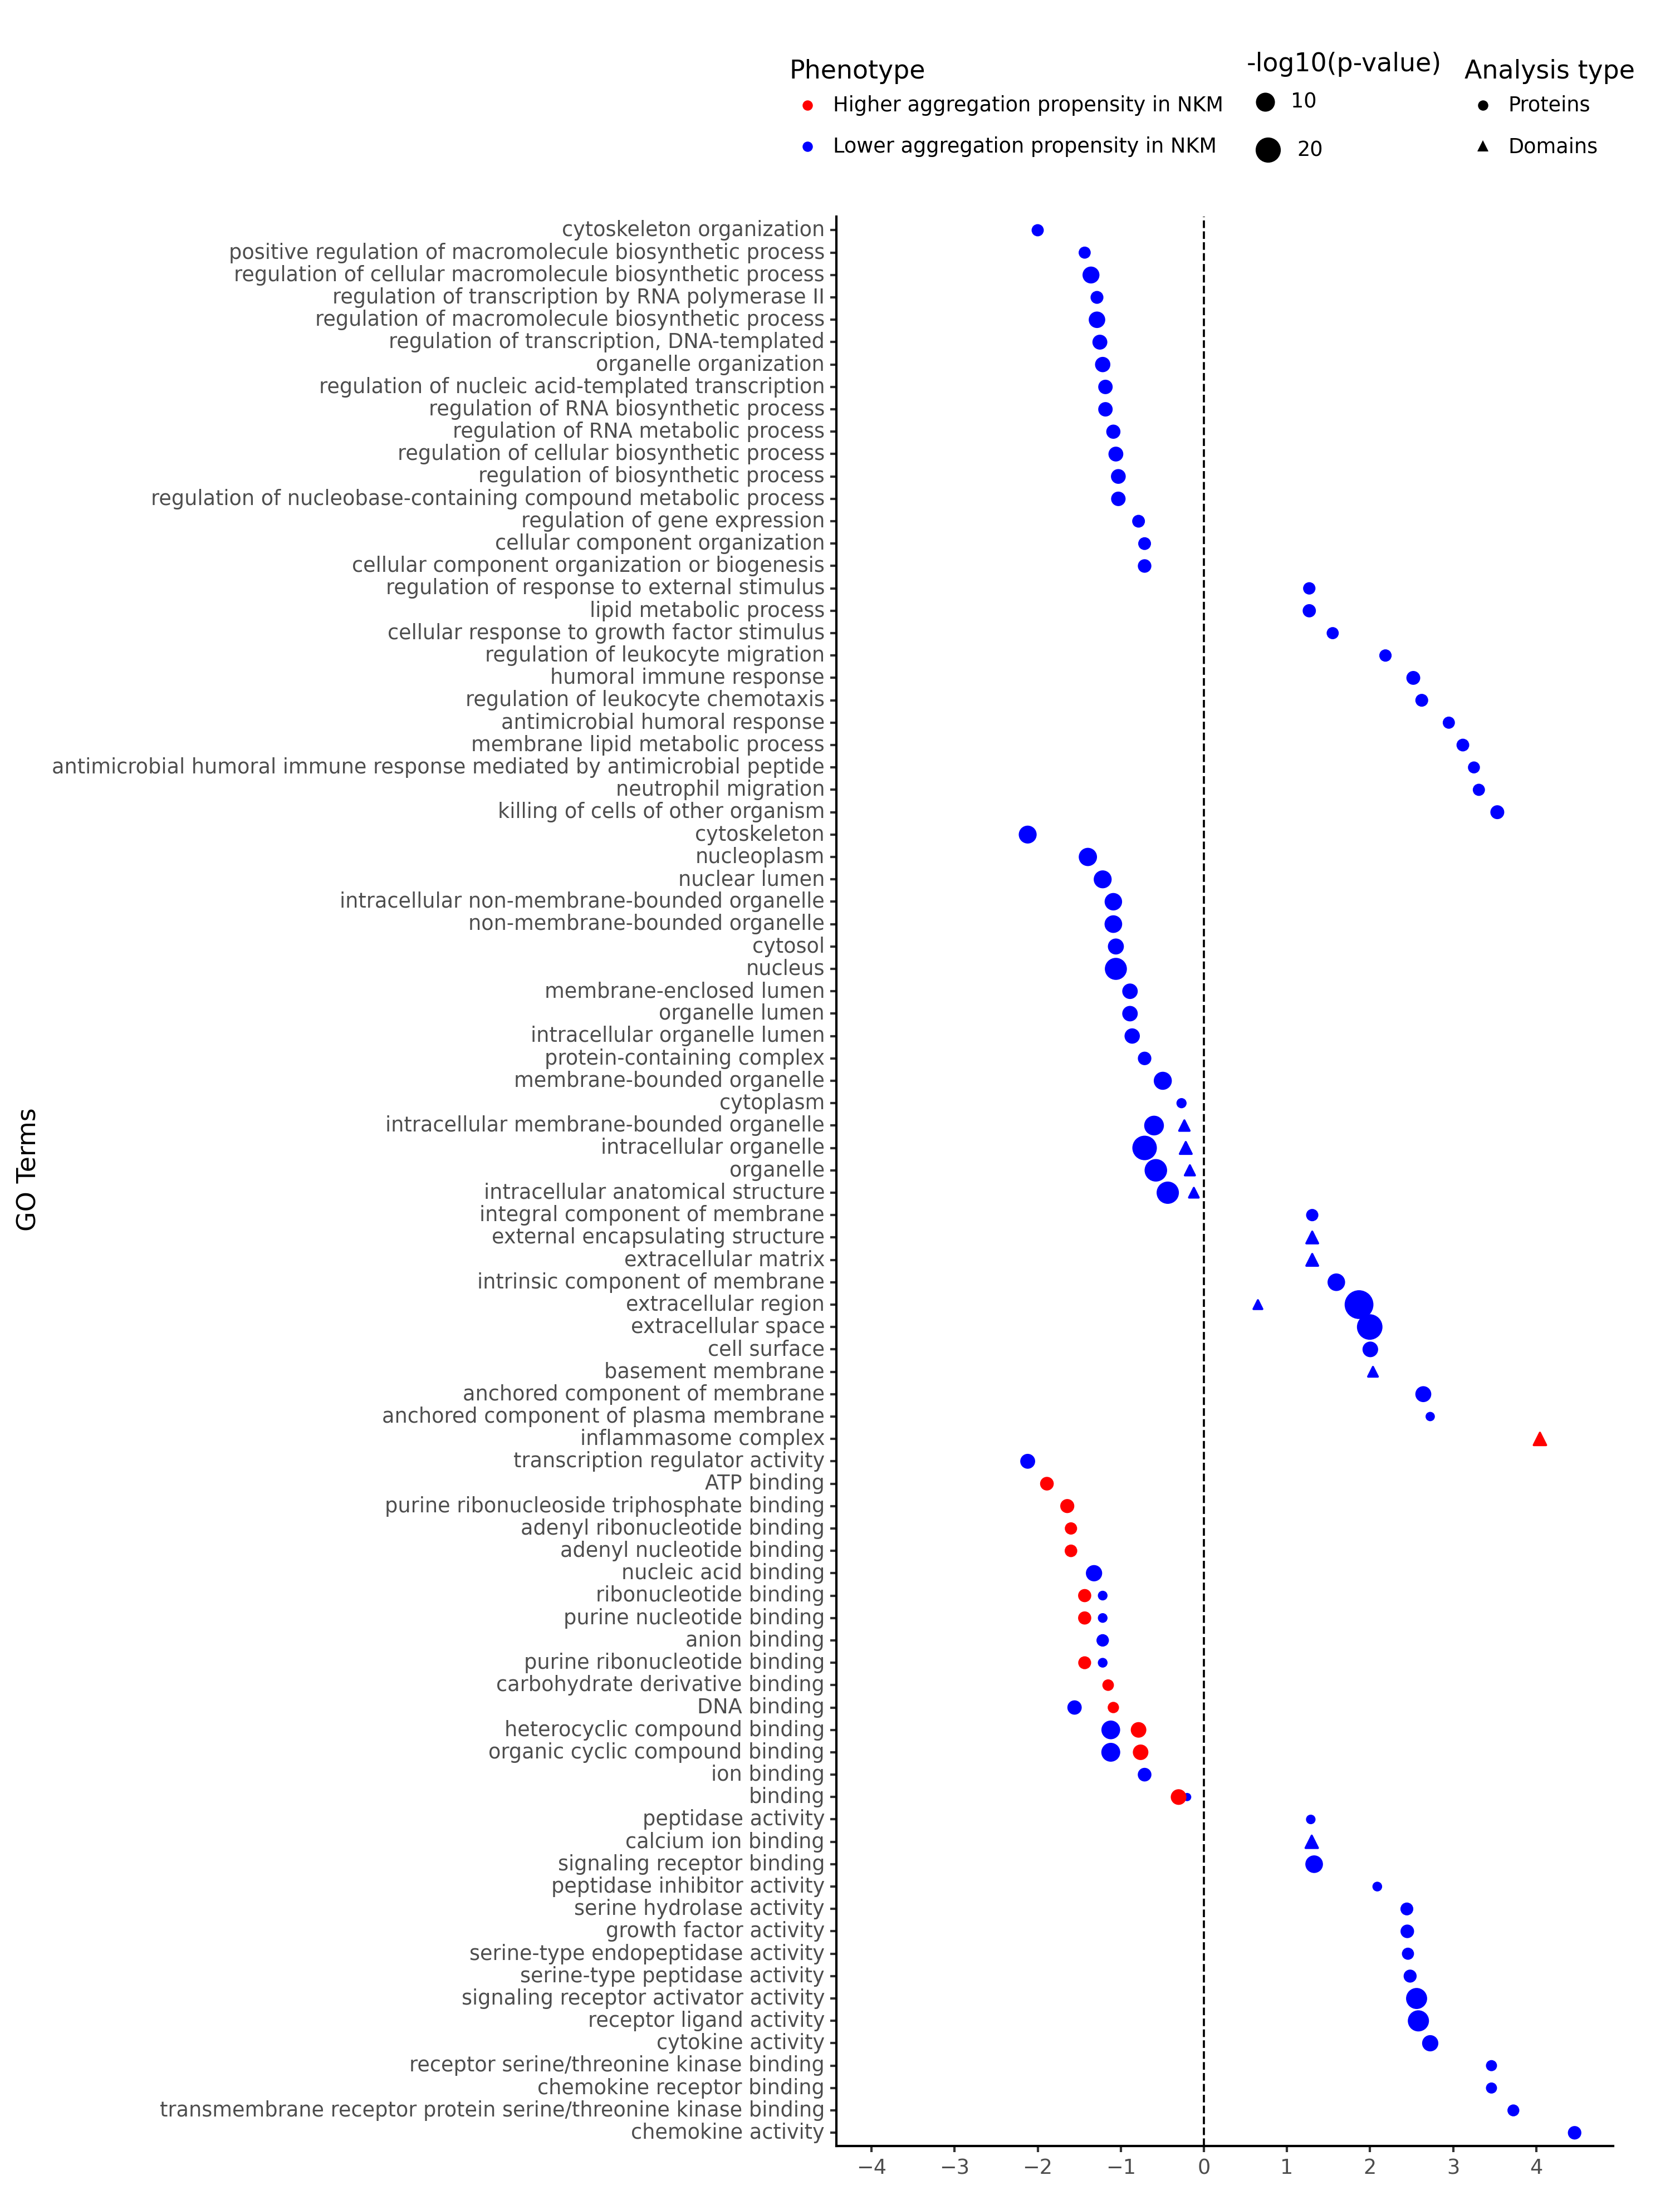 Phenotype
Higher aggregation propensity in NKM
Lower aggregation propensity in NKM
-log10(p-value)
10
20
Analysis type
Proteins
Domains
GO Terms
cytoskeleton organization
positive regulation of macromolecule biosynthetic process
regulation of cellular macromolecule biosynthetic process
regulation of transcription by RNA polymerase II
regulation of macromolecule biosynthetic process
regulation of transcription, DNA-templated
organelle organization
regulation of nucleic acid-templated transcription
regulation of RNA biosynthetic process
regulation of RNA metabolic process
regulation of cellular biosynthetic process
regulation of biosynthetic process
regulation of nucleobase-containing compound metabolic process
regulation of gene expression
cellular component organization
cellular component organization or biogenesis
regulation of response to external stimulus
lipid metabolic process
cellular response to growth factor stimulus
regulation of leukocyte migration
humoral immune response
regulation of leukocyte chemotaxis
antimicrobial humoral response
membrane lipid metabolic process
antimicrobial humoral immune response mediated by antimicrobial peptide
neutrophil migration
killing of cells of other organism
cytoskeleton
nucleoplasm
nuclear lumen
intracellular non-membrane-bounded organelle
non-membrane-bounded organelle
cytosol
nucleus
membrane-enclosed lumen
organelle lumen
intracellular organelle lumen
protein-containing complex
membrane-bounded organelle
cytoplasm
intracellular membrane-bounded organelle
intracellular organelle
organelle
intracellular anatomical structure
integral component of membrane
external encapsulating structure
extracellular matrix
intrinsic component of membrane
extracellular region
extracellular space
cell surface
basement membrane
anchored component of membrane
anchored component of plasma membrane
inflammasome complex
transcription regulator activity
ATP binding
purine ribonucleoside triphosphate binding
adenyl ribonucleotide binding
adenyl nucleotide binding
nucleic acid binding
ribonucleotide binding
purine nucleotide binding
anion binding
purine ribonucleotide binding
carbohydrate derivative binding
DNA binding
heterocyclic compound binding
organic cyclic compound binding
ion binding
binding
peptidase activity
calcium ion binding
signaling receptor binding
peptidase inhibitor activity
serine hydrolase activity
growth factor activity
serine-type endopeptidase activity
serine-type peptidase activity
signaling receptor activator activity
receptor ligand activity
cytokine activity
receptor serine/threonine kinase binding
chemokine receptor binding
transmembrane receptor protein serine/threonine kinase binding
chemokine activity
−4 −3 −2 −1 0 1 2 3 4